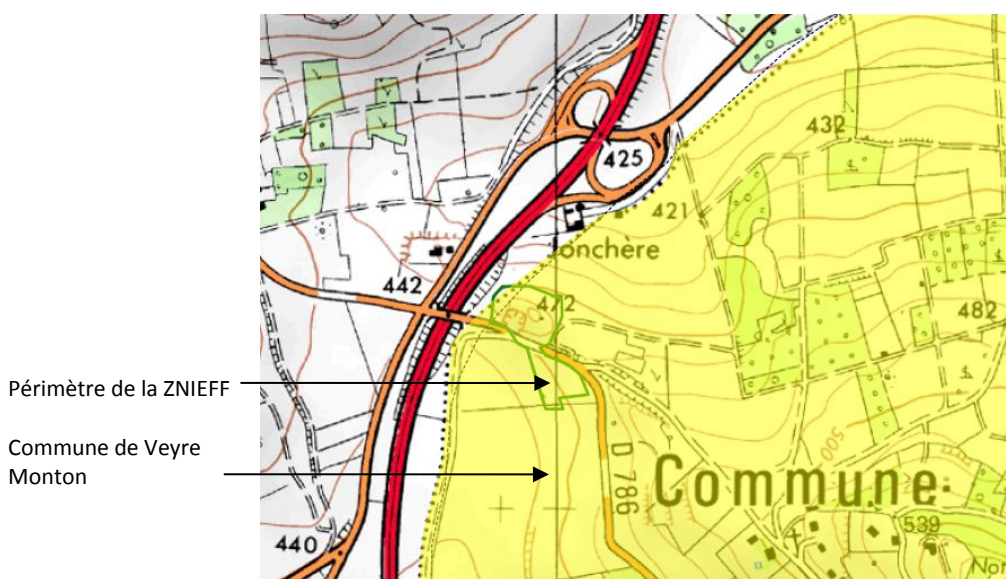 425
432
421
onchère
442
472
482
Périmètre de la ZNIEFF
Commune de Veyre
Monton
500
D 786
Commune
539
440